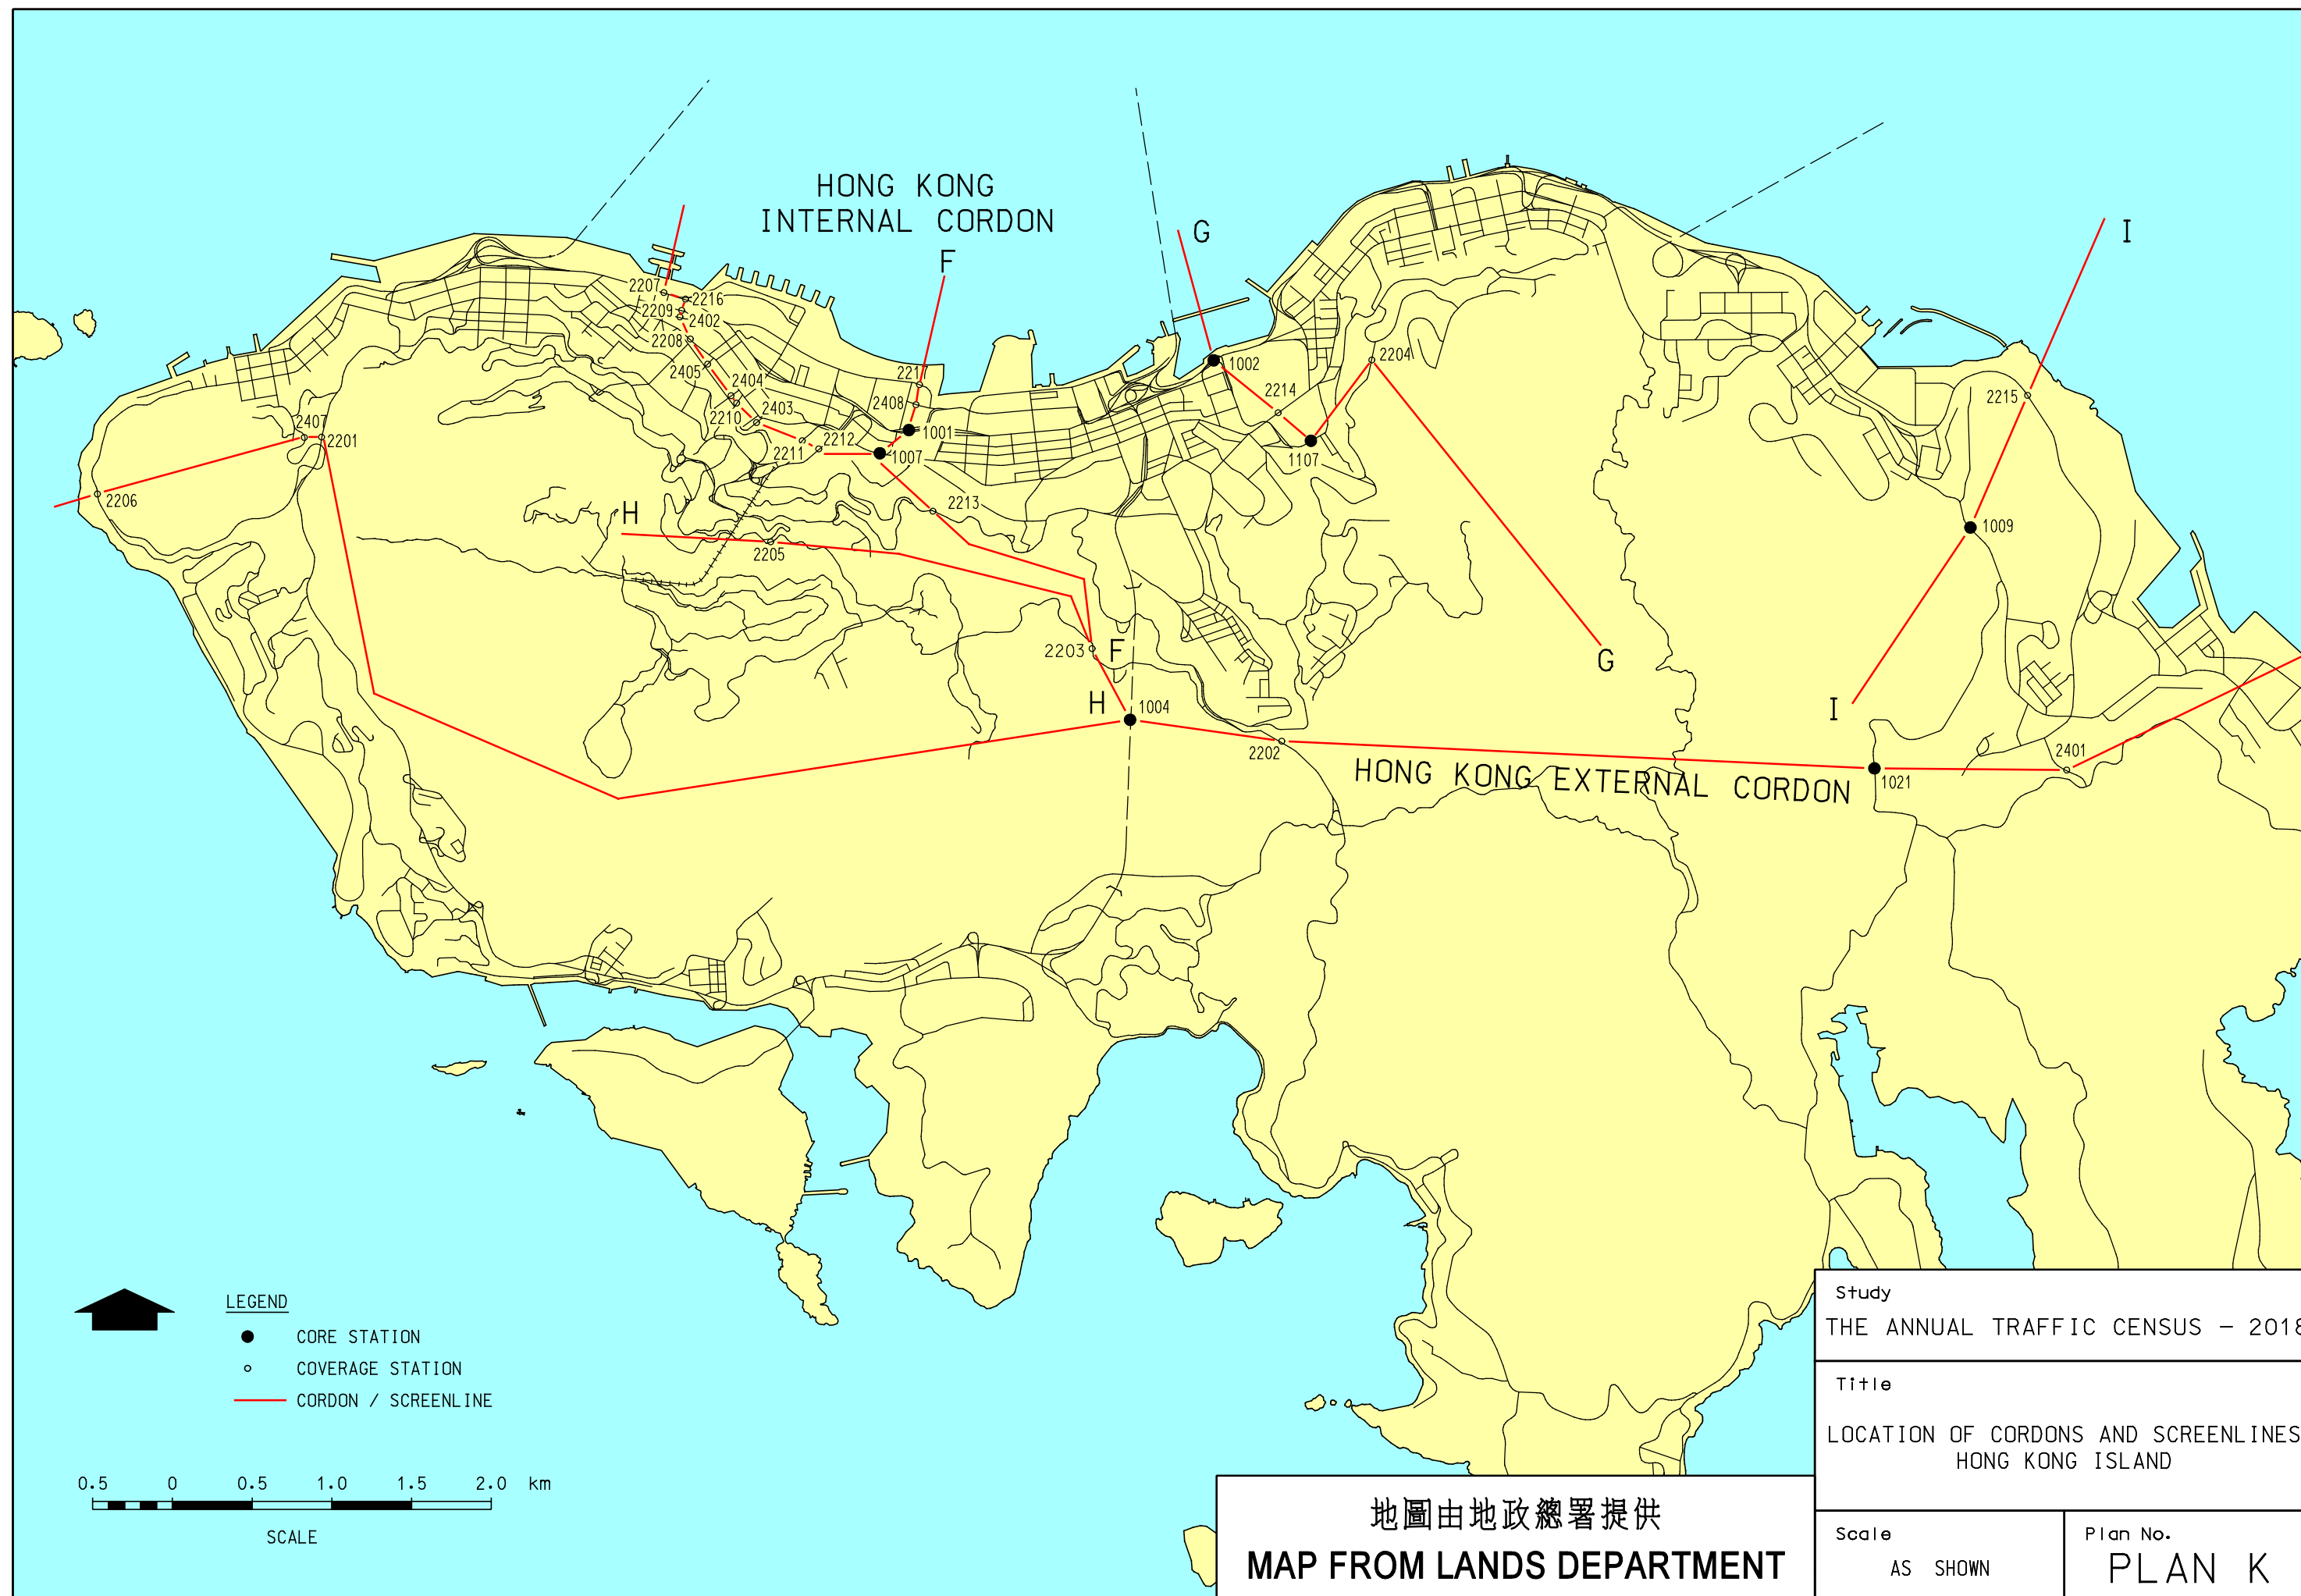 HONG KONG
INTERNAL CORDON
F
G
I
2207
2216
2209
2402
2208
2405
2404
2210
2403
2212
2211
221
2408
1001
1007
1002
2214
2204
1107
2215
2407
2201
2206
H
2205
2213
1009
2203
F
G
H
1004
I
2202
2401
1021
HONG KONG EXTERNAL CORDON
LEGEND
CORE STATION
COVERAGE STATION
CORDON / SCREENLINE
0.5 0 0.5 1.0 1.5 2.0 km
SCALE
地圖由地政總署提供
MAP FROM LANDS DEPARTMENT
Study
THE ANNUAL TRAFFIC CENSUS - 2018
Title
LOCATION OF CORDONS AND SCREENLINES
HONG KONG ISLAND
Scale
AS SHOWN
Plan No.
PLAN K